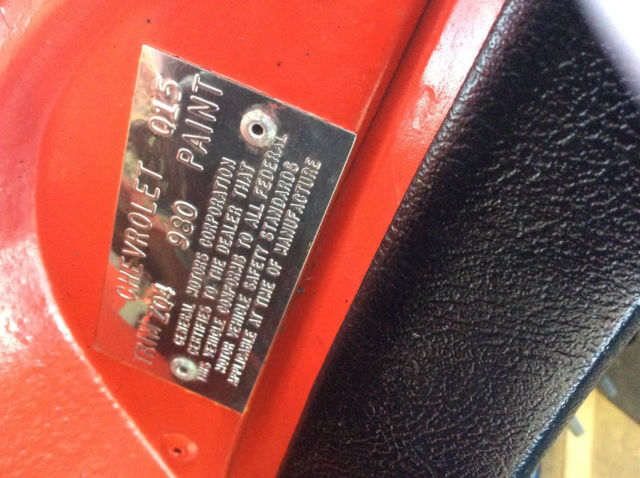 CHEVROLET 015
TRIM 204 980 PAINT
GENERAL MOTORS CORPORATION
CERTIFIES TO THE DEALER THAT
THIS VEHICLE CONFORMS TO ALL FEDERAL
MOTOR VEHICLE SAFETY STANDARDS
APPLICABLE AT TIME OF MANUFACTURE